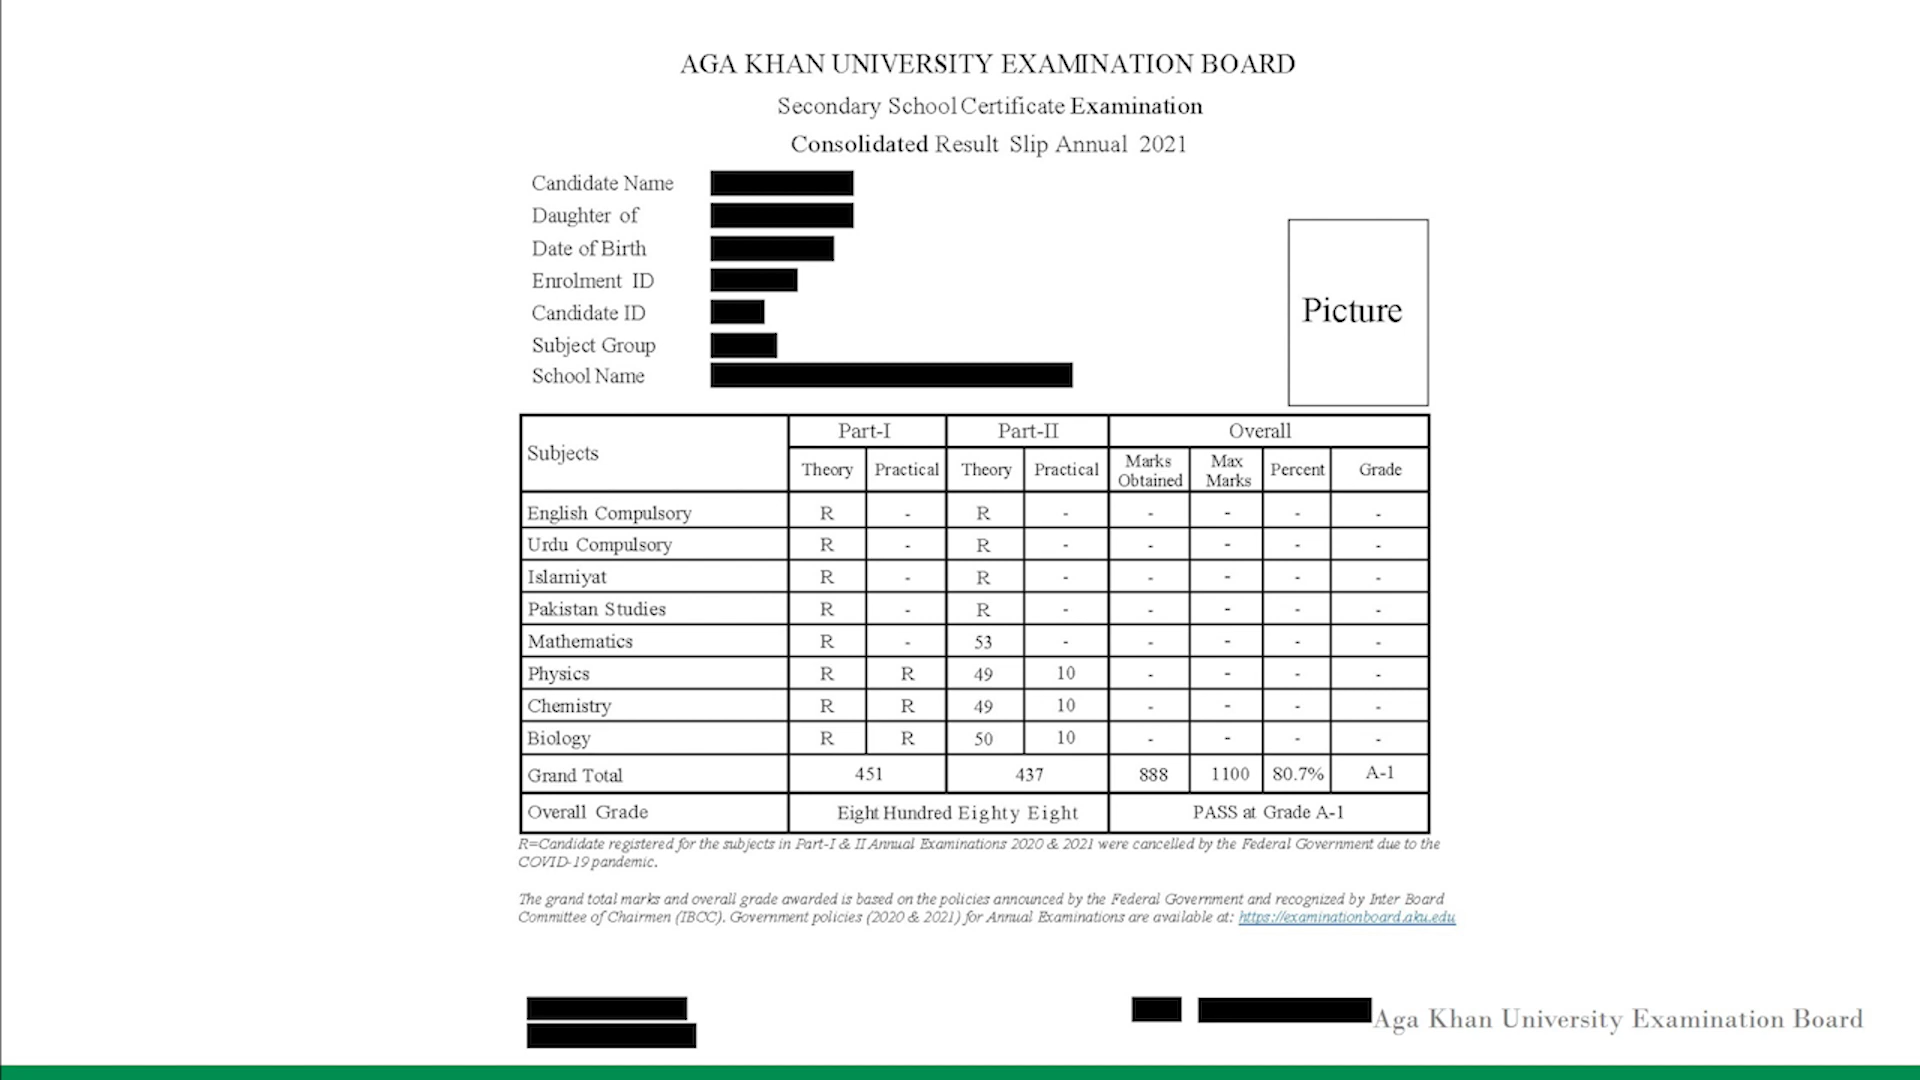 AGA KHAN UNIVERSITY EXAMINATION BOARD
Secondary School Certificate Examination
Consolidated Result Slip Annual 2021
Candidate Name
Daughter of
Date of Birth
Enrolment ID
Candidate ID
Subject Group
School Name
Picture
Subjects Part-I Part-II Overall
Theory Practical Theory Practical Marks Obtained Max Marks Percent Grade
English Compulsory R - R - - - - -
Urdu Compulsory R - R - - - - -
Islamiyat R - R - - - - -
Pakistan Studies R - R - - - - -
Mathematics R - 53 - - - - -
Physics R R 49 10 - - - -
Chemistry R R 49 10 - - - -
Biology R R 50 10 - - - -
Grand Total 451 437 888 1100 80.7% A-1
Overall Grade Eight Hundred Eighty Eight PASS at Grade A-1
R=Candidate registered for the subjects in Part-I & II Annual Examinations 2020 & 2021 were cancelled by the Federal Government due to the
COVID-19 pandemic.
The grand total marks and overall grade awarded is based on the policies announced by the Federal Government and recognized by Inter Board
Committee of Chairmen (IBCC). Government policies (2020 & 2021) for Annual Examinations are available at: https://examinationboard.aku.edu
Aga Khan University Examination Board